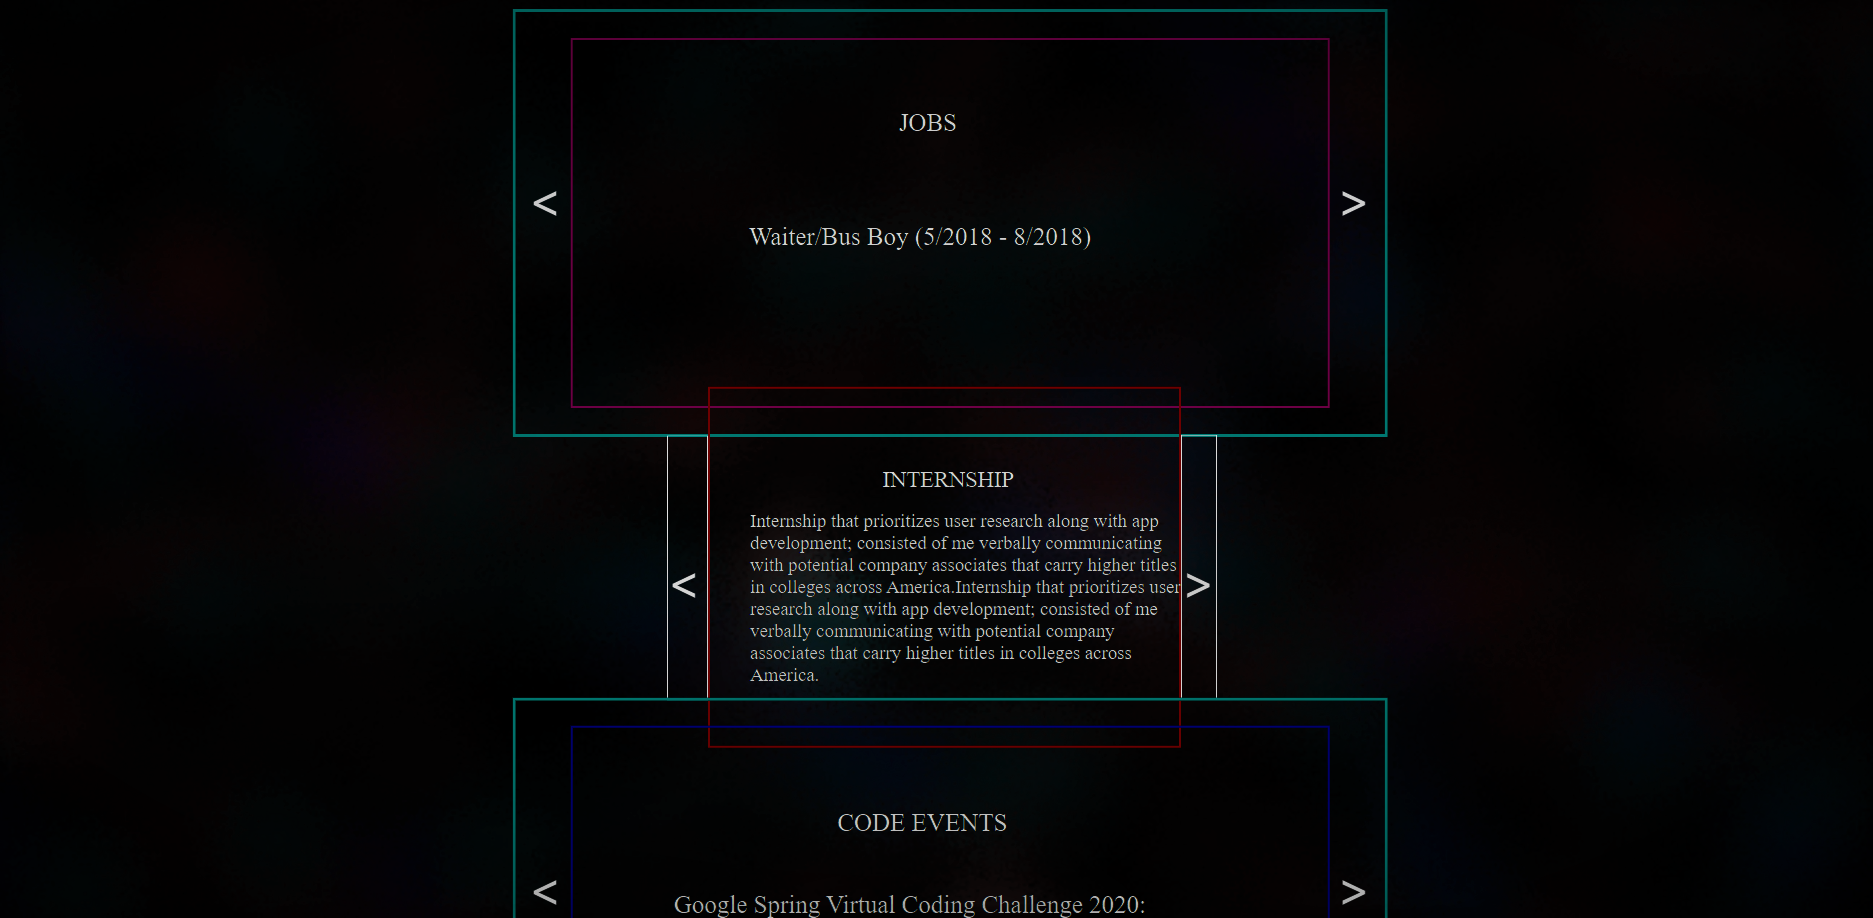 JOBS
< >
Waiter/Bus Boy (5/2018 - 8/2018)
INTERNSHIP
Internship that prioritizes user research along with app
development; consisted of me verbally communicating
with potential company associates that carry higher titles
in colleges across America.Internship that prioritizes user
research along with app development; consisted of me
verbally communicating with potential company
associates that carry higher titles in colleges across
America.
< >
CODE EVENTS
< >
Google Spring Virtual Coding Challenge 2020: